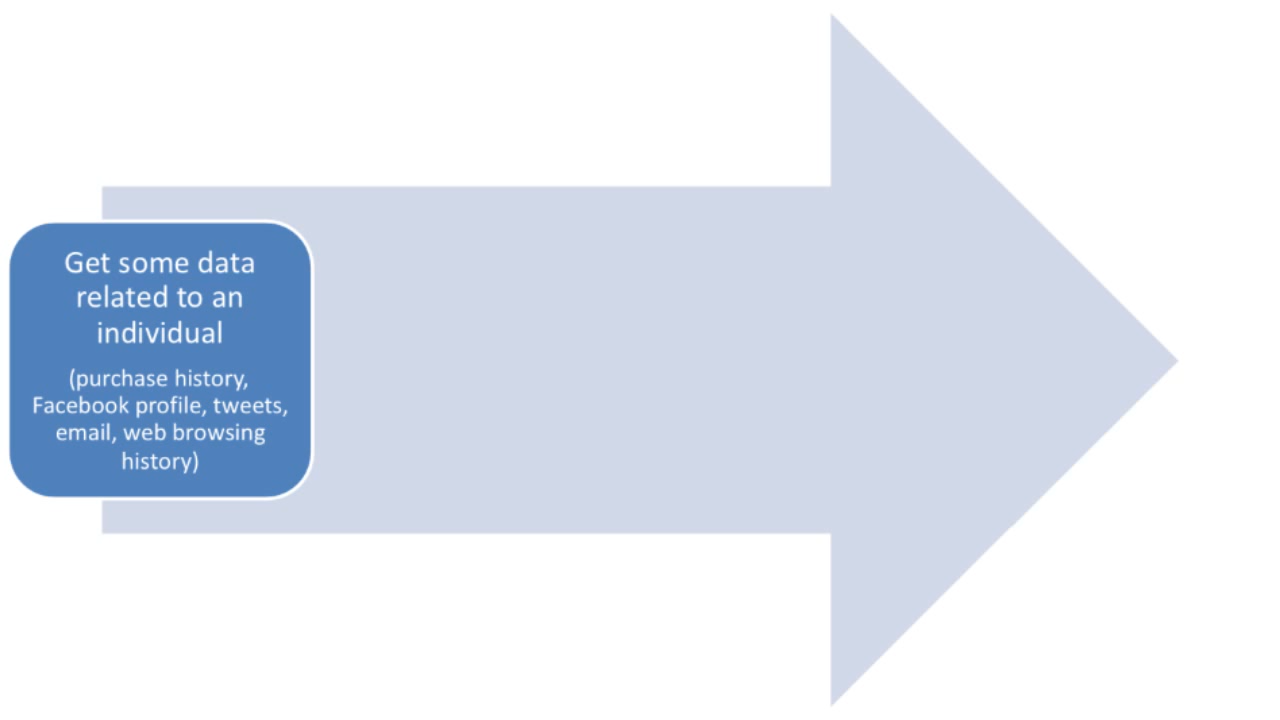 Get some data
related to an
individual
(purchase history,
Facebook profile, tweets,
email, web browsing
history)